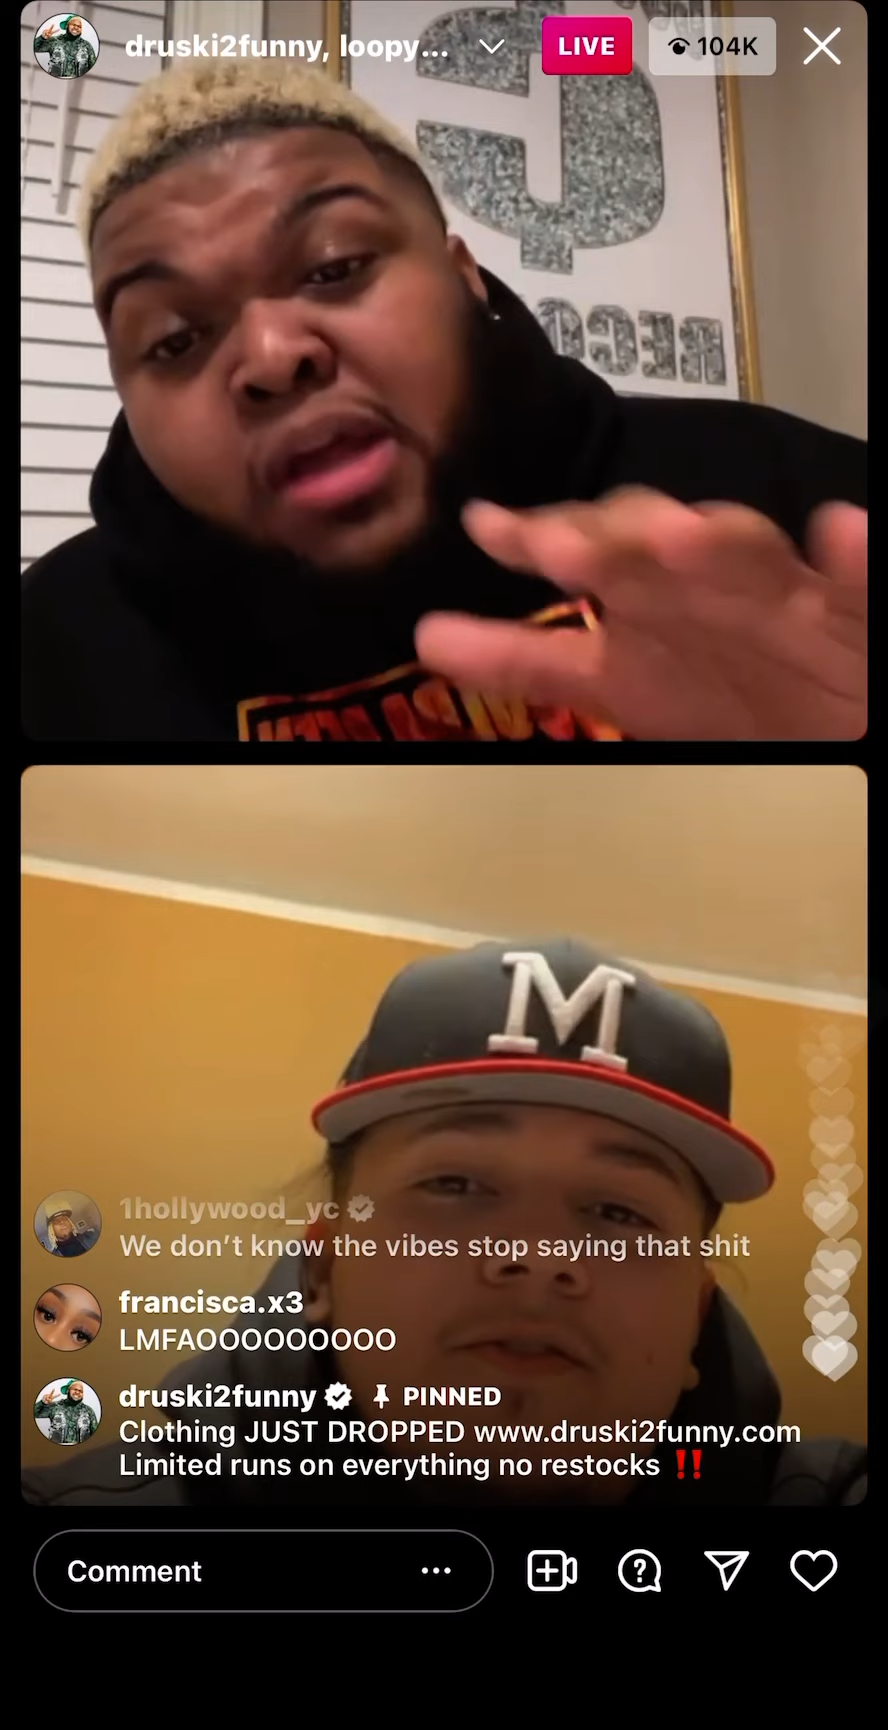 druski2funny, loopy...
LIVE
104K
M
1hollywood_yc
We don't know the vibes stop saying that shit
francisca.x3
LMFAOOOOOOOOO
druski2funny PINNED
Clothing JUST DROPPED www.druski2funny.com
Limited runs on everything no restocks ‼️
Comment